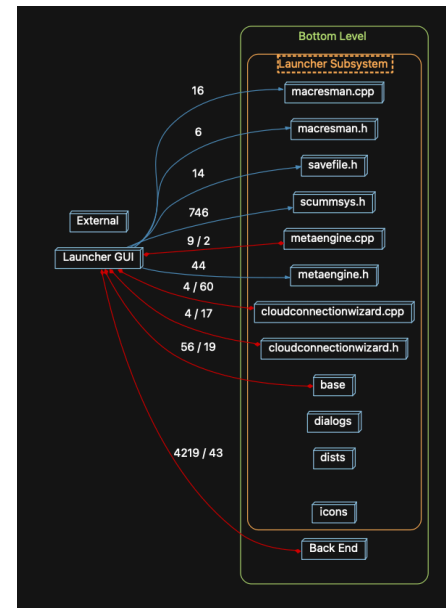 Bottom Level
Launcher Subsystem
16
macresman.cpp
6
macresman.h
14
savefile.h
746
scummsys.h
External
9 / 2
metaengine.cpp
Launcher GUI
44
metaengine.h
4 / 60
cloudconnectionwizard.cpp
4 / 17
cloudconnectionwizard.h
56 / 19
base
dialogs
4219 / 43
dists
icons
Back End